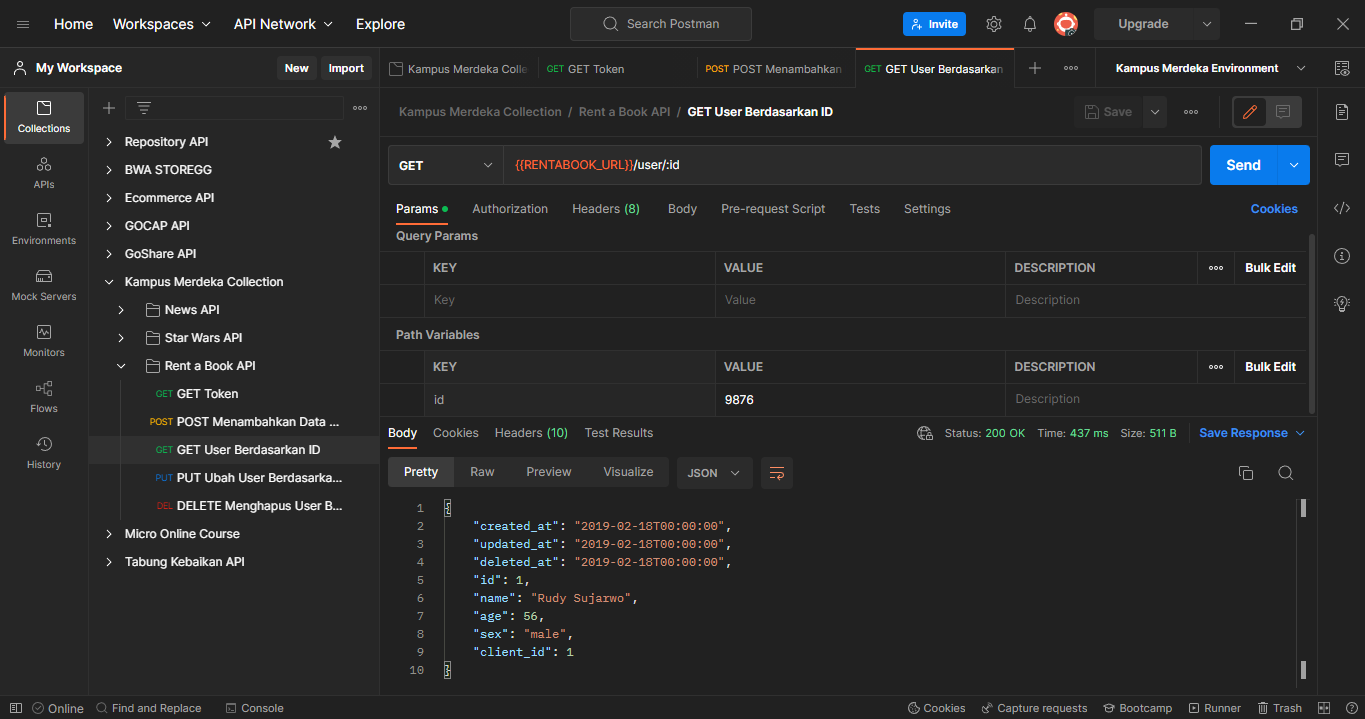 Home Workspaces API Network Explore Search Postman Invite Upgrade
My Workspace New Import Kampus Merdeka Colle GET GET Token POST POST Menambahkan GET GET User Berdasarkan Kampus Merdeka Environment
Collections
APIs
Environments
Mock Servers
Monitors
Flows
History
Repository API
BWA STOREGG
Ecommerce API
GOCAP API
GoShare API
Kampus Merdeka Collection
News API
Star Wars API
Rent a Book API
GET GET Token
POST POST Menambahkan Data ...
GET GET User Berdasarkan ID
PUT PUT Ubah User Berdasarka...
DEL DELETE Menghapus User B...
Micro Online Course
Tabung Kebaikan API
Kampus Merdeka Collection / Rent a Book API / GET User Berdasarkan ID Save
GET {{RENTABOOK_URL}}/user/:id Send
Params Authorization Headers (8) Body Pre-request Script Tests Settings Cookies
Query Params
KEY VALUE DESCRIPTION Bulk Edit
Key Value Description
Path Variables
KEY VALUE DESCRIPTION Bulk Edit
id 9876 Description
Body Cookies Headers (10) Test Results Status: 200 OK Time: 437 ms Size: 511 B Save Response
Pretty Raw Preview Visualize JSON
1 {
2 "created_at": "2019-02-18T00:00:00",
3 "updated_at": "2019-02-18T00:00:00",
4 "deleted_at": "2019-02-18T00:00:00",
5 "id": 1,
6 "name": "Rudy Sujarwo",
7 "age": 56,
8 "sex": "male",
9 "client_id": 1
10 }
Online Find and Replace Console Cookies Capture requests Bootcamp Runner Trash